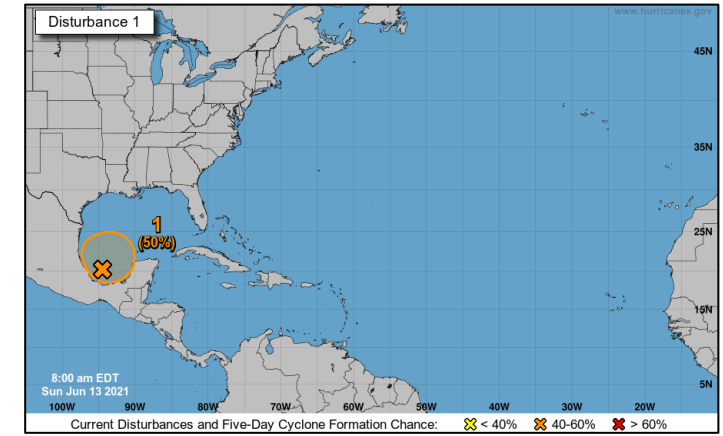 Disturbance 1
www.hurricanes.gov
45N
35N
1
(50%)
25N
15N
8:00 am EDT
Sun Jun 13 2021
5N
100W 90W 80W 70W 60W 50W 40W 30W 20W 10W
Current Disturbances and Five-Day Cyclone Formation Chance: < 40% 40-60% > 60%